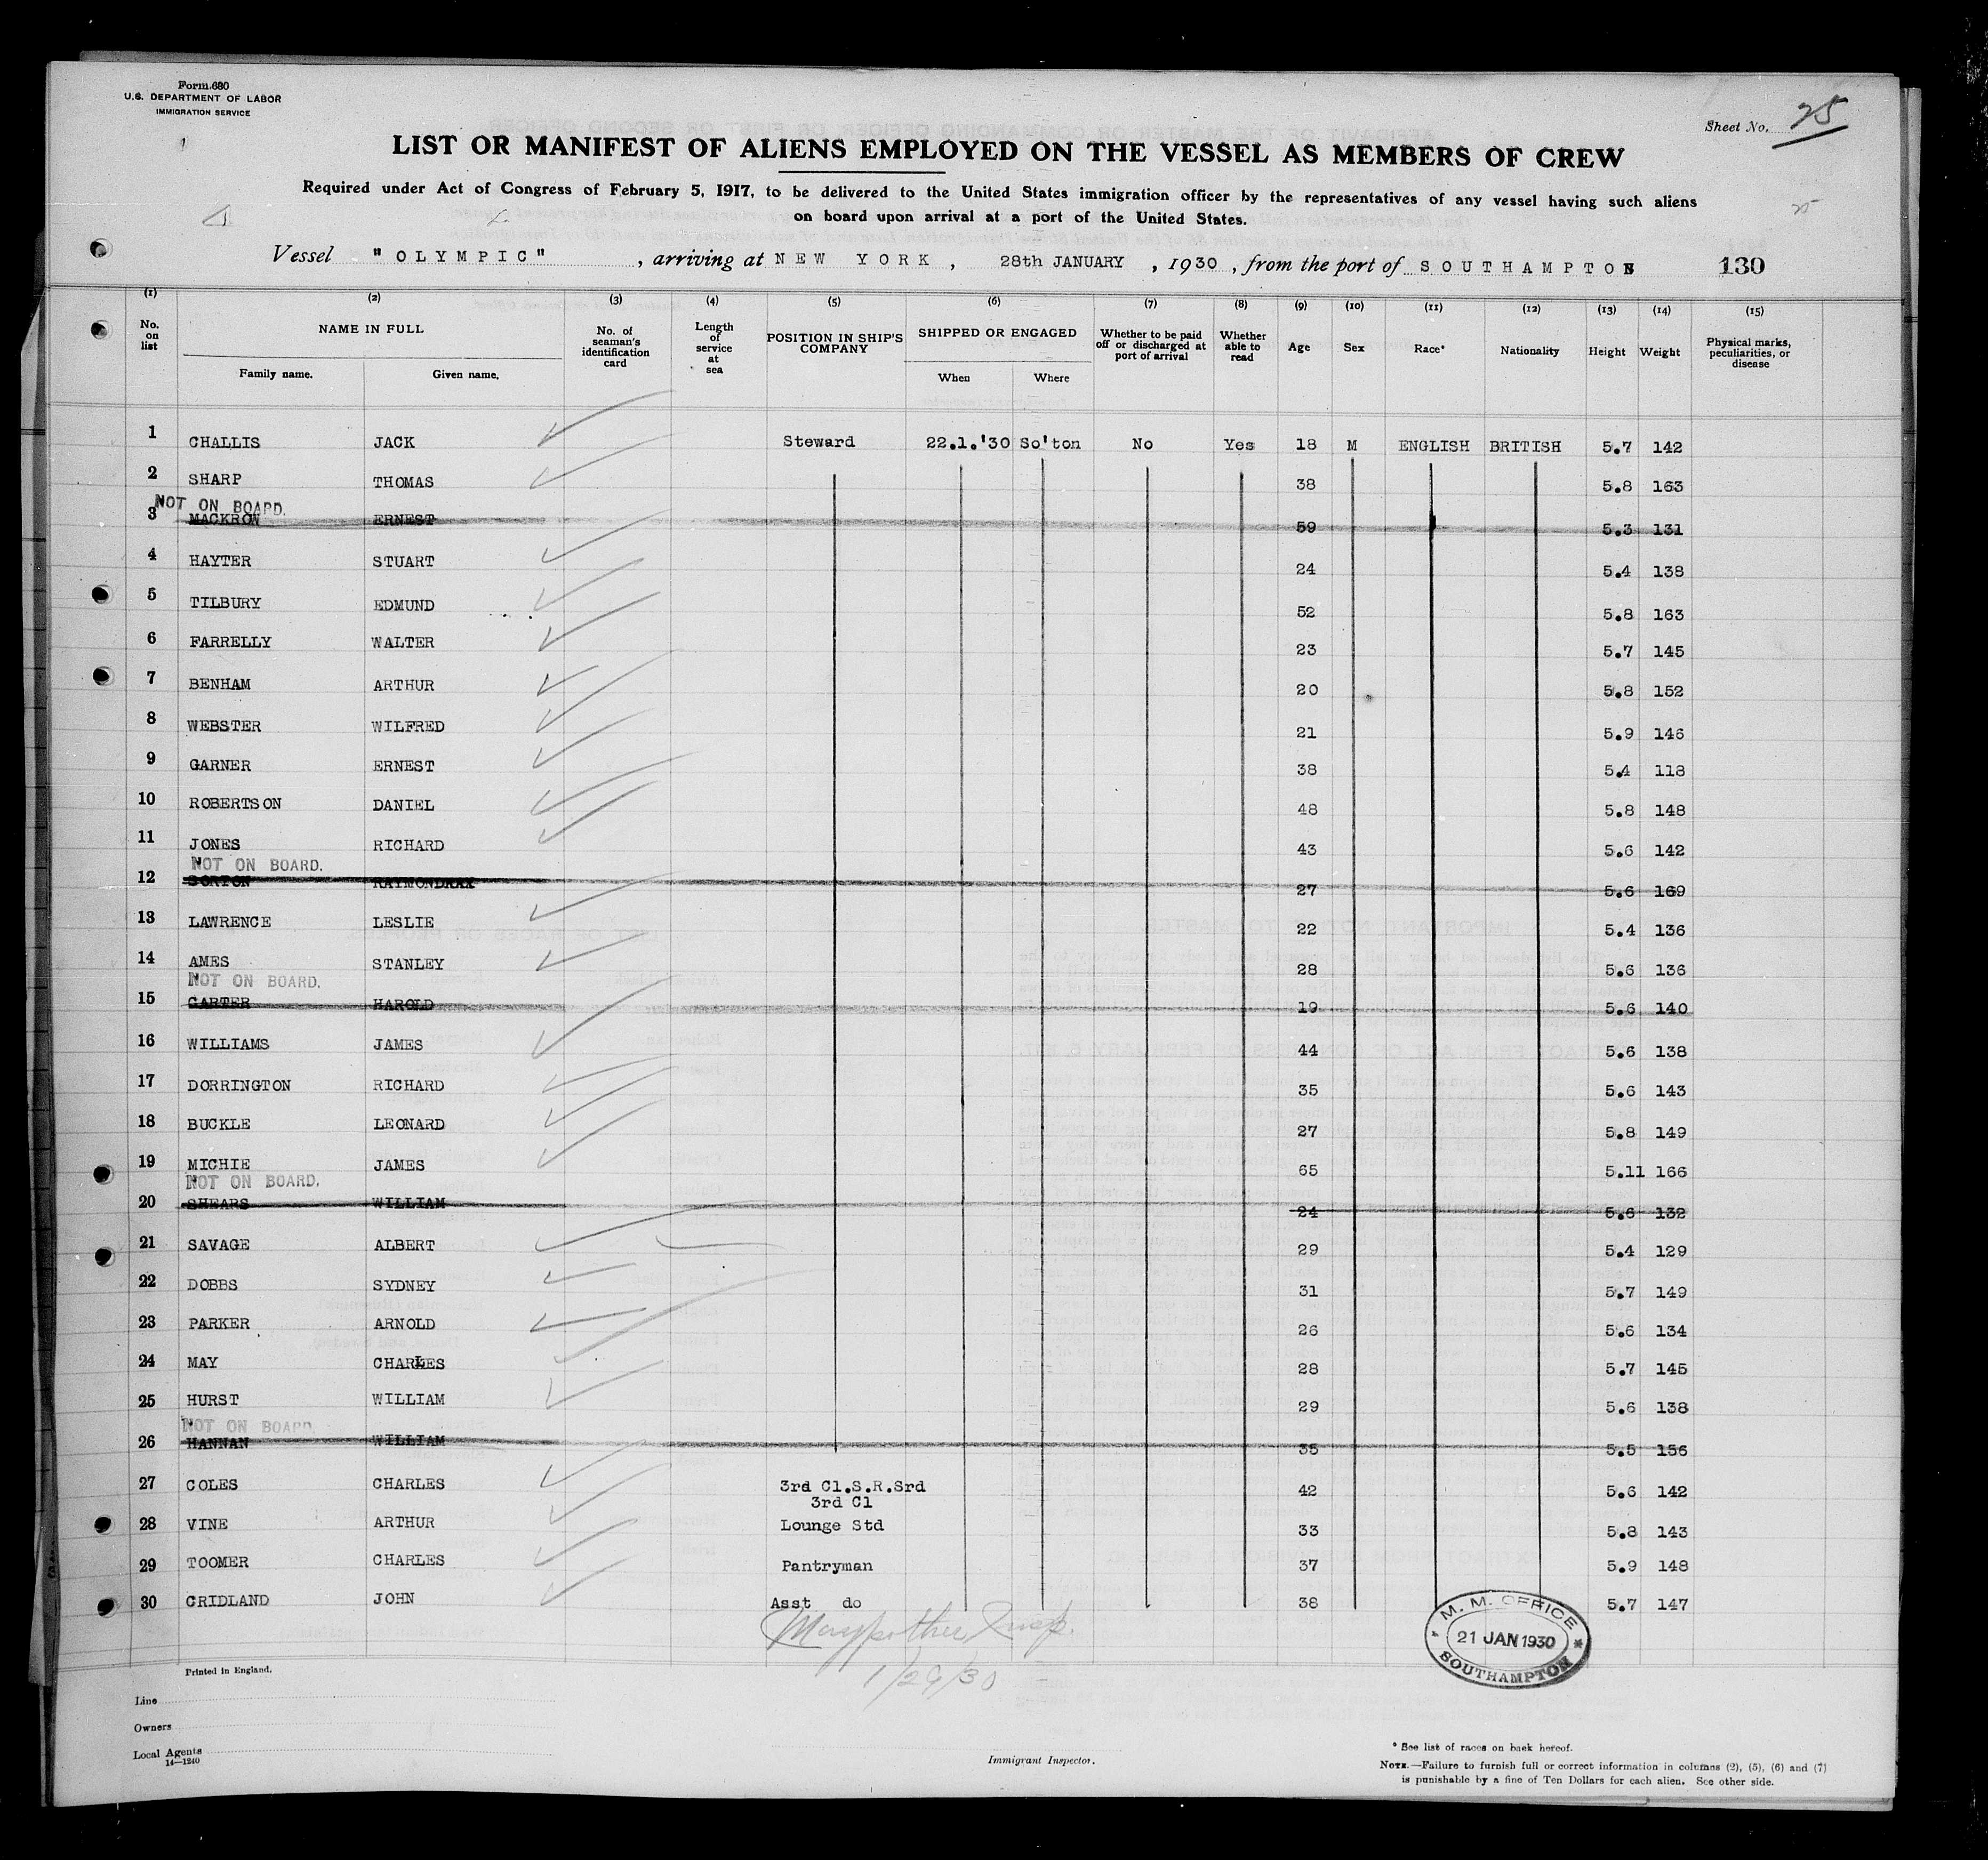 Form 680
U.S. DEPARTMENT OF LABOR
IMMIGRATION SERVICE
Sheet No. 25
LIST OR MANIFEST OF ALIENS EMPLOYED ON THE VESSEL AS MEMBERS OF CREW
Required under Act of Congress of February 5, 1917, to be delivered to the United States immigration officer by the representatives of any vessel having such aliens
on board upon arrival at a port of the United States.
25
Vessel "OLYMPIC", arriving at NEW YORK, 28th JANUARY, 1930, from the port of SOUTHAMPTON 130
(1) (2) (3) (4) (5) (6) (7) (8) (9) (10) (11) (12) (13) (14) (15)
No. on list NAME IN FULL No. of seaman's identification card Length of service at sea POSITION IN SHIP'S COMPANY SHIPPED OR ENGAGED Whether to be paid off or discharged at port of arrival Whether able to read Age Sex Race* Nationality Height Weight Physical marks, peculiarities, or disease
Family name. Given name. When Where
1 CHALLIS JACK Steward 22.1.'30 So'ton No Yes 18 M ENGLISH BRITISH 5.7 142
2 SHARP THOMAS 38 5.8 163
NOT ON BOARD.
3 MACKROW ERNEST 59 5.3 131
4 HAYTER STUART 24 5.4 138
5 TILBURY EDMUND 52 5.8 163
6 FARRELLY WALTER 23 5.7 145
7 BENHAM ARTHUR 20 5.8 152
8 WEBSTER WILFRED 21 5.9 146
9 GARNER ERNEST 38 5.4 118
10 ROBERTSON DANIEL 48 5.8 148
11 JONES RICHARD 43 5.6 142
NOT ON BOARD.
12 27 5.6 169
13 LAWRENCE LESLIE 22 5.4 136
14 AMES STANLEY 28 5.6 136
NOT ON BOARD.
15 CARTER HAROLD 19 5.6 140
16 WILLIAMS JAMES 44 5.6 138
17 DORRINGTON RICHARD 35 5.6 143
18 BUCKLE LEONARD 27 5.8 149
19 MICHIE JAMES 65 5.11 166
NOT ON BOARD.
20 SHEARS WILLIAM 24 5.6 132
21 SAVAGE ALBERT 29 5.4 129
22 DOBBS SYDNEY 31 5.7 149
23 PARKER ARNOLD 26 5.6 134
24 MAY CHARLES 28 5.7 145
25 HURST WILLIAM 29 5.6 138
NOT ON BOARD
26 HANNAN WILLIAM 35 5.5 156
27 COLES CHARLES 3rd Cl.S.R.Srd 42 5.6 142
3rd Cl
28 VINE ARTHUR Lounge Std 33 5.8 143
29 TOOMER CHARLES Pantryman 37 5.9 148
30 CRIDLAND JOHN Asst do 38 5.7 147
M. M. OFFICE
21 JAN 1930
SOUTHAMPTON
1/29/30
Printed in England.
Line
Owners
Local Agents
14—1240
Immigrant Inspector.
* See list of races on back hereof.
NOTE.—Failure to furnish full or correct information in columns (2), (5), (6) and (7)
is punishable by a fine of Ten Dollars for each alien. See other side.